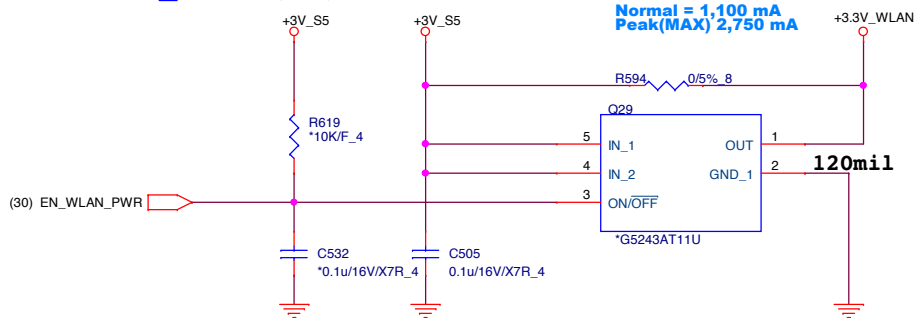 Normal = 1,100 mA
Peak(MAX) 2,750 mA
+3V_S5
+3V_S5
+3.3V_WLAN
R594
0/5%_8
R619
*10K/F_4
Q29
5
IN_1
OUT
1
4
IN_2
GND_1
2
120mil
3
ON/OFF
(30) EN_WLAN_PWR
*G5243AT11U
C532
*0.1u/16V/X7R_4
C505
0.1u/16V/X7R_4